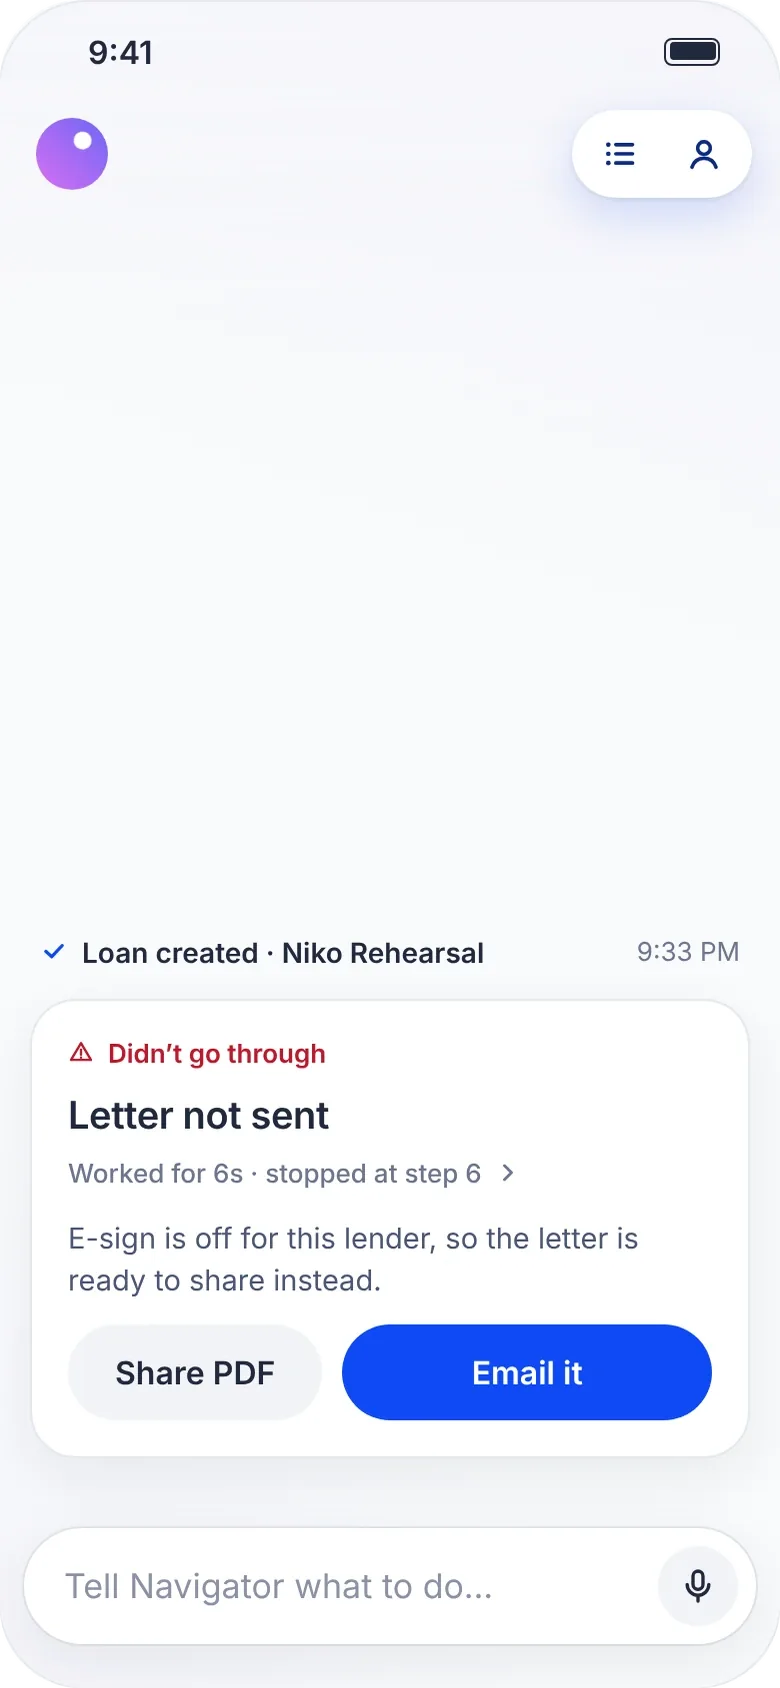 9:41
Loan created · Niko Rehearsal 9:33 PM
Didn’t go through
Letter not sent
Worked for 6s · stopped at step 6
E-sign is off for this lender, so the letter is
ready to share instead.
Share PDF Email it
Tell Navigator what to do...